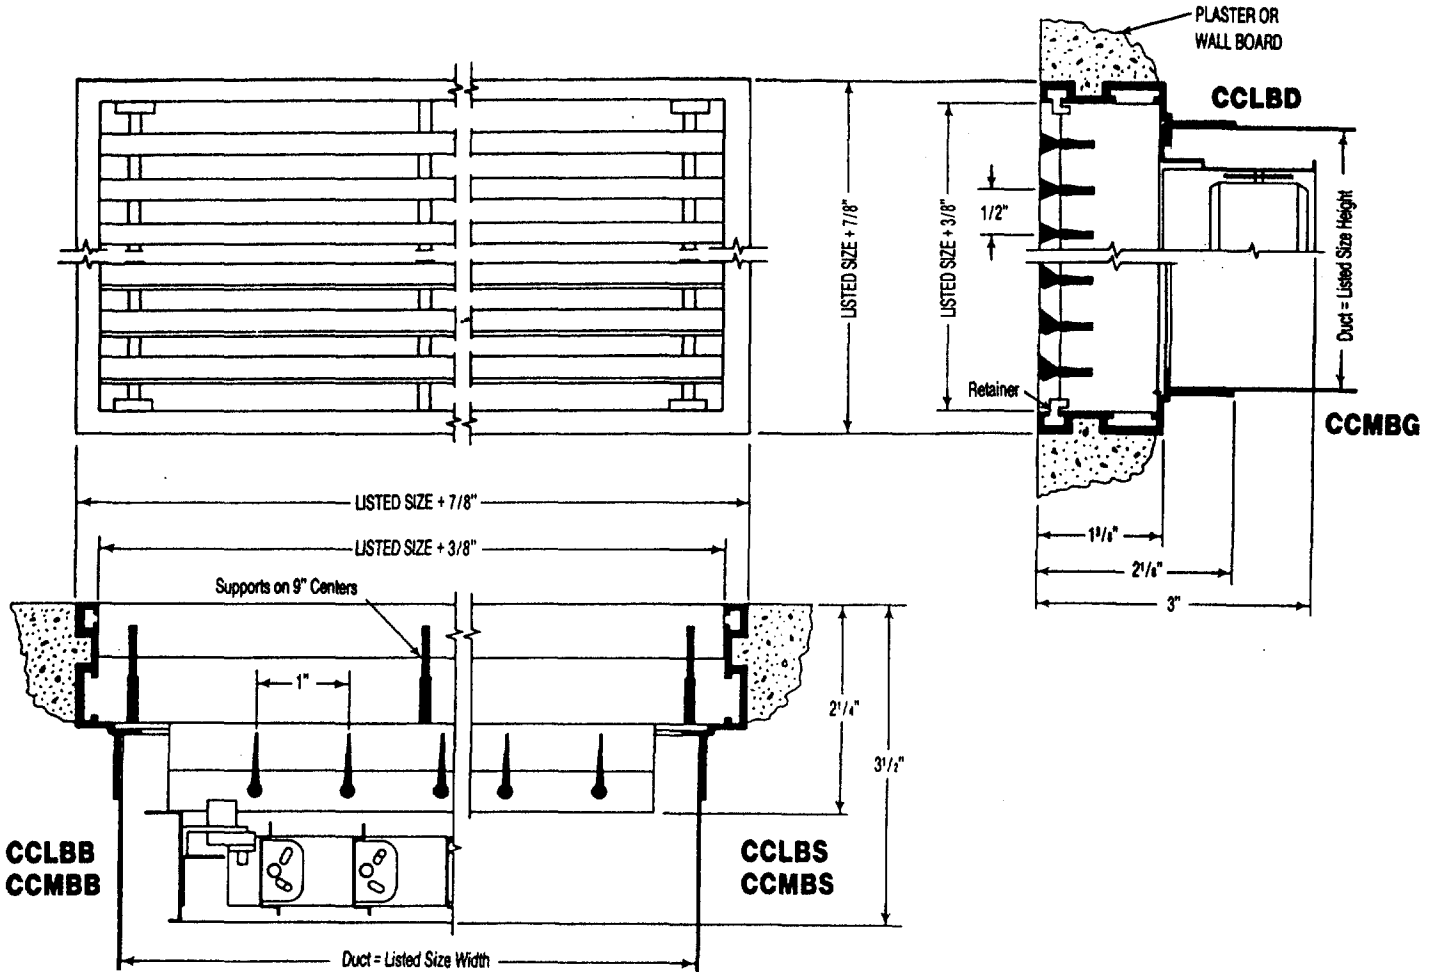 PLASTER OR
WALL BOARD
CCLBD
LISTED SIZE + 7/8"
LISTED SIZE + 3/8"
1/2"
Duct = Listed Size Height
Retainer
CCMBG
1³/₈"
2¹/₈"
3"
LISTED SIZE + 7/8"
LISTED SIZE + 3/8"
Supports on 9" Centers
1"
2¹/₄"
3¹/₂"
CCLBB
CCMBB
CCLBS
CCMBS
Duct = Listed Size Width